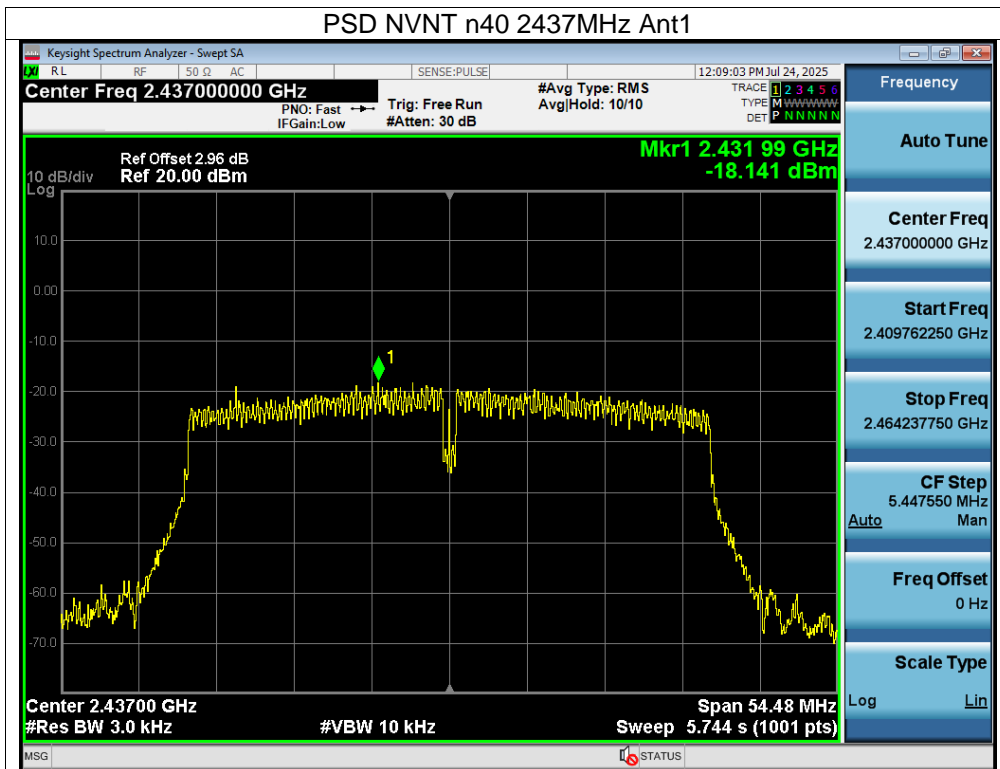 PSD NVNT n40 2437MHz Ant1
Keysight Spectrum Analyzer - Swept SA
LXI RL RF 50 Ω AC SENSE:PULSE 12:09:03 PM Jul 24, 2025
Center Freq 2.437000000 GHz #Avg Type: RMS TRACE 1 2 3 4 5 6
PNO: Fast Trig: Free Run Avg|Hold: 10/10 TYPE M WWWWW
IFGain:Low #Atten: 30 dB DET P N N N N N
Mkr1 2.431 99 GHz
-18.141 dBm
Ref Offset 2.96 dB
10 dB/div Ref 20.00 dBm
Log
10.0
0.00
-10.0
1
-20.0
-30.0
-40.0
-50.0
-60.0
-70.0
Center 2.43700 GHz Span 54.48 MHz
#Res BW 3.0 kHz #VBW 10 kHz Sweep 5.744 s (1001 pts)
MSG STATUS
Frequency
Auto Tune
Center Freq
2.437000000 GHz
Start Freq
2.409762250 GHz
Stop Freq
2.464237750 GHz
CF Step
5.447550 MHz
Auto Man
Freq Offset
0 Hz
Scale Type
Log Lin